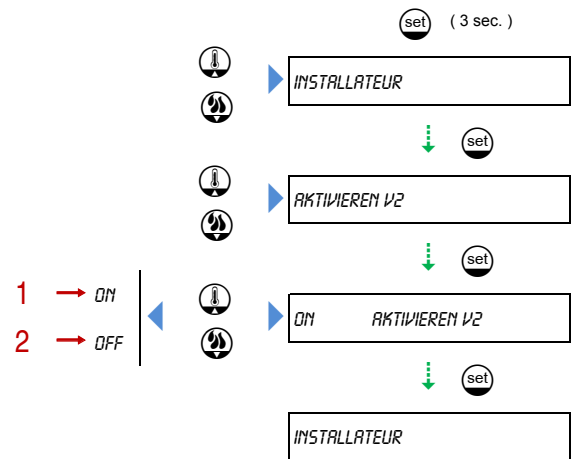 set ( 3 sec. )
INSTALLATEUR
set
AKTIVIEREN V2
set
1 ON
ON AKTIVIEREN V2
2 OFF
set
INSTALLATEUR